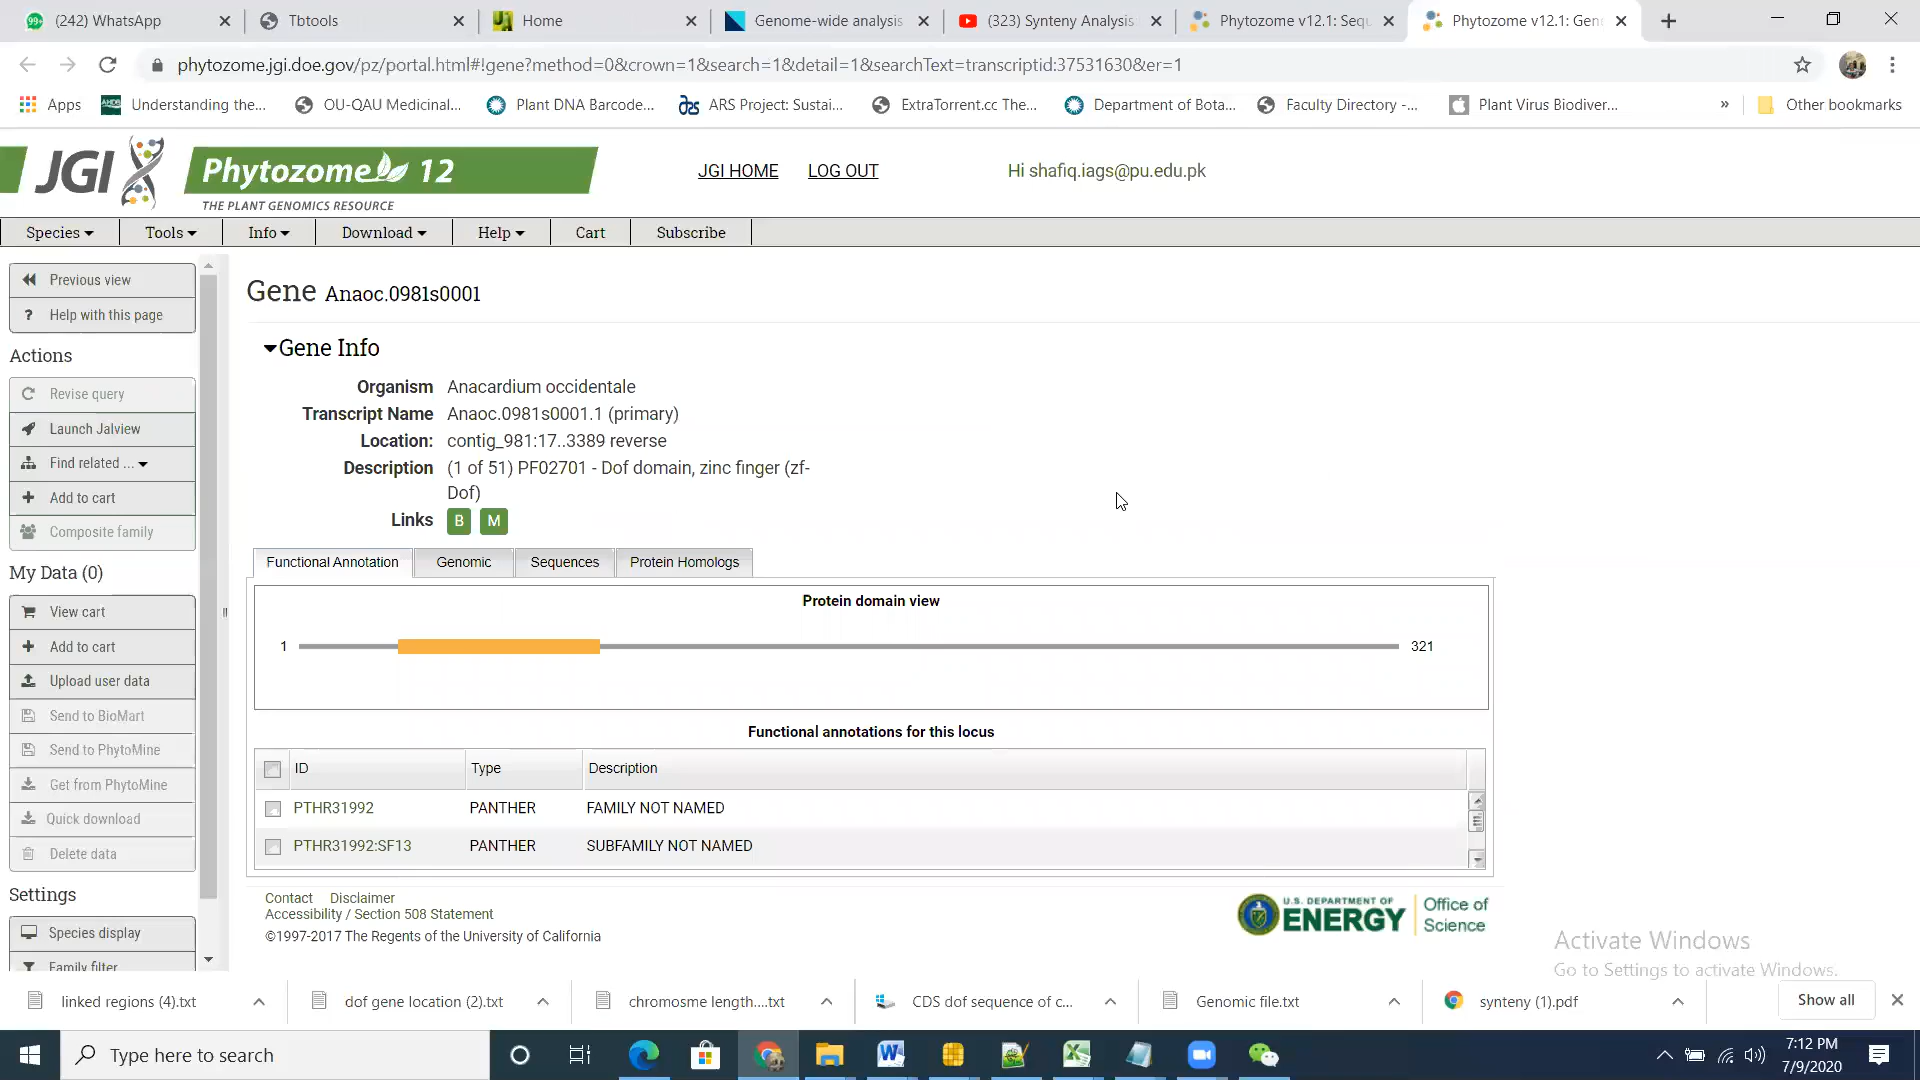 (242) WhatsApp
Tbtools
Home
Genome-wide analysis
(323) Synteny Analysis
Phytozome v12.1: Sequ
Phytozome v12.1: Gen
phytozome.jgi.doe.gov/pz/portal.html#!gene?method=0&crown=1&search=1&detail=1&searchText=transcriptid:37531630&er=1
Apps
Understanding the...
OU-QAU Medicinal...
Plant DNA Barcode...
ARS Project: Sustai...
ExtraTorrent.cc The...
Department of Bota...
Faculty Directory -...
Plant Virus Biodiver...
»
Other bookmarks
JGI
Phytozome 12
THE PLANT GENOMICS RESOURCE
JGI HOME
LOG OUT
Hi shafiq.iags@pu.edu.pk
Species
Tools
Info
Download
Help
Cart
Subscribe
Previous view
? Help with this page
Actions
Revise query
Launch Jalview
Find related ...
Add to cart
Composite family
My Data (0)
View cart
Add to cart
Upload user data
Send to BioMart
Send to PhytoMine
Get from PhytoMine
Quick download
Delete data
Settings
Species display
Family filter
Gene Anaoc.0981s0001
Gene Info
Organism Anacardium occidentale
Transcript Name Anaoc.0981s0001.1 (primary)
Location: contig_981:17..3389 reverse
Description (1 of 51) PF02701 - Dof domain, zinc finger (zf-
Dof)
Links B M
Functional Annotation
Genomic
Sequences
Protein Homologs
Protein domain view
1
321
Functional annotations for this locus
ID Type Description
PTHR31992 PANTHER FAMILY NOT NAMED
PTHR31992:SF13 PANTHER SUBFAMILY NOT NAMED
Contact Disclaimer
Accessibility / Section 508 Statement
©1997-2017 The Regents of the University of California
U.S. DEPARTMENT OF
ENERGY
Office of
Science
Activate Windows
Go to Settings to activate Windows.
linked regions (4).txt
dof gene location (2).txt
chromosme length....txt
CDS dof sequence of c...
Genomic file.txt
synteny (1).pdf
Show all
Type here to search
7:12 PM
7/9/2020